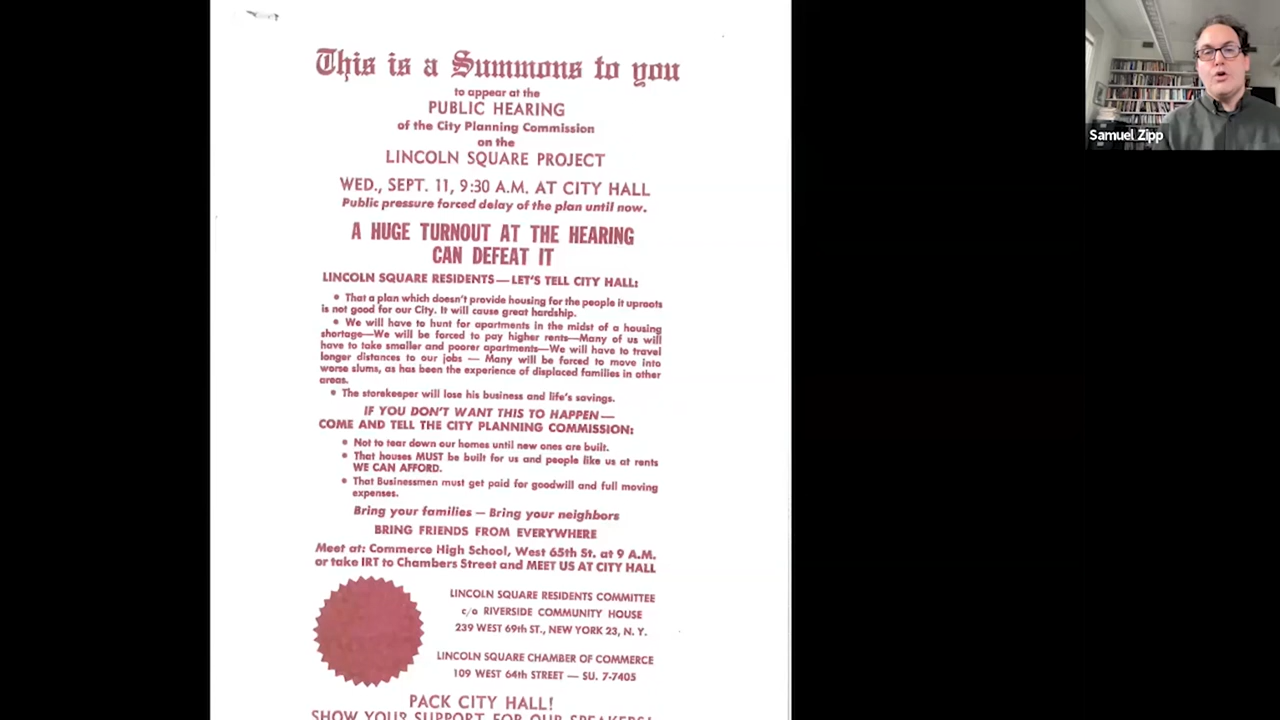 This is a Summons to you
to appear at the
PUBLIC HEARING
of the City Planning Commission
on the
LINCOLN SQUARE PROJECT
WED., SEPT. 11, 9:30 A.M. AT CITY HALL
Public pressure forced delay of the plan until now.
A HUGE TURNOUT AT THE HEARING
CAN DEFEAT IT
LINCOLN SQUARE RESIDENTS — LET'S TELL CITY HALL:
• That a plan which doesn't provide housing for the people it uproots
is not good for our City. It will cause great hardship.
• We will have to hunt for apartments in the midst of a housing
shortage—We will be forced to pay higher rents—Many of us will
have to take smaller and poorer apartments—We will have to travel
longer distances to our jobs — Many will be forced to move into
worse slums, as has been the experience of displaced families in other
areas.
• The storekeeper will lose his business and life's savings.
IF YOU DON'T WANT THIS TO HAPPEN—
COME AND TELL THE CITY PLANNING COMMISSION:
• Not to tear down our homes until new ones are built.
• That houses MUST be built for us and people like us at rents
WE CAN AFFORD.
• That Businessmen must get paid for goodwill and full moving
expenses.
Bring your families — Bring your neighbors
BRING FRIENDS FROM EVERYWHERE
Meet at: Commerce High School, West 65th St. at 9 A.M.
or take IRT to Chambers Street and MEET US AT CITY HALL
LINCOLN SQUARE RESIDENTS COMMITTEE
c/o RIVERSIDE COMMUNITY HOUSE
239 WEST 69th ST., NEW YORK 23, N. Y.
LINCOLN SQUARE CHAMBER OF COMMERCE
109 WEST 64th STREET — SU. 7-7405
PACK CITY HALL!
SHOW YOUR SUPPORT FOR OUR SPEAKERS!
Samuel Zipp